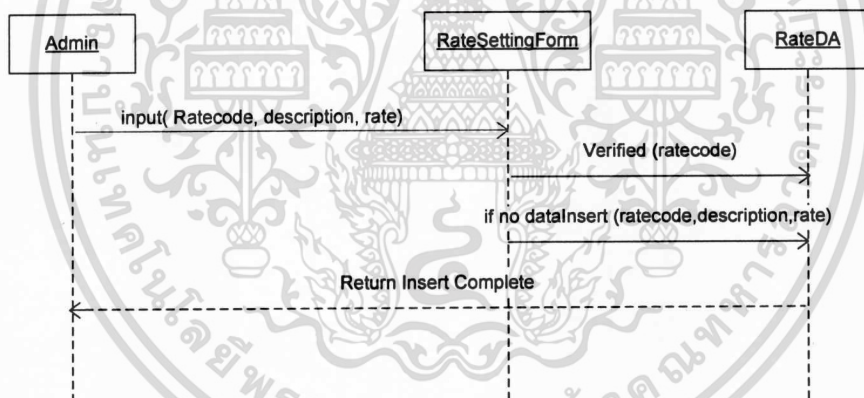 Admin
RateSettingForm
RateDA
input( Ratecode, description, rate)
Verified (ratecode)
if no dataInsert (ratecode,description,rate)
Return Insert Complete